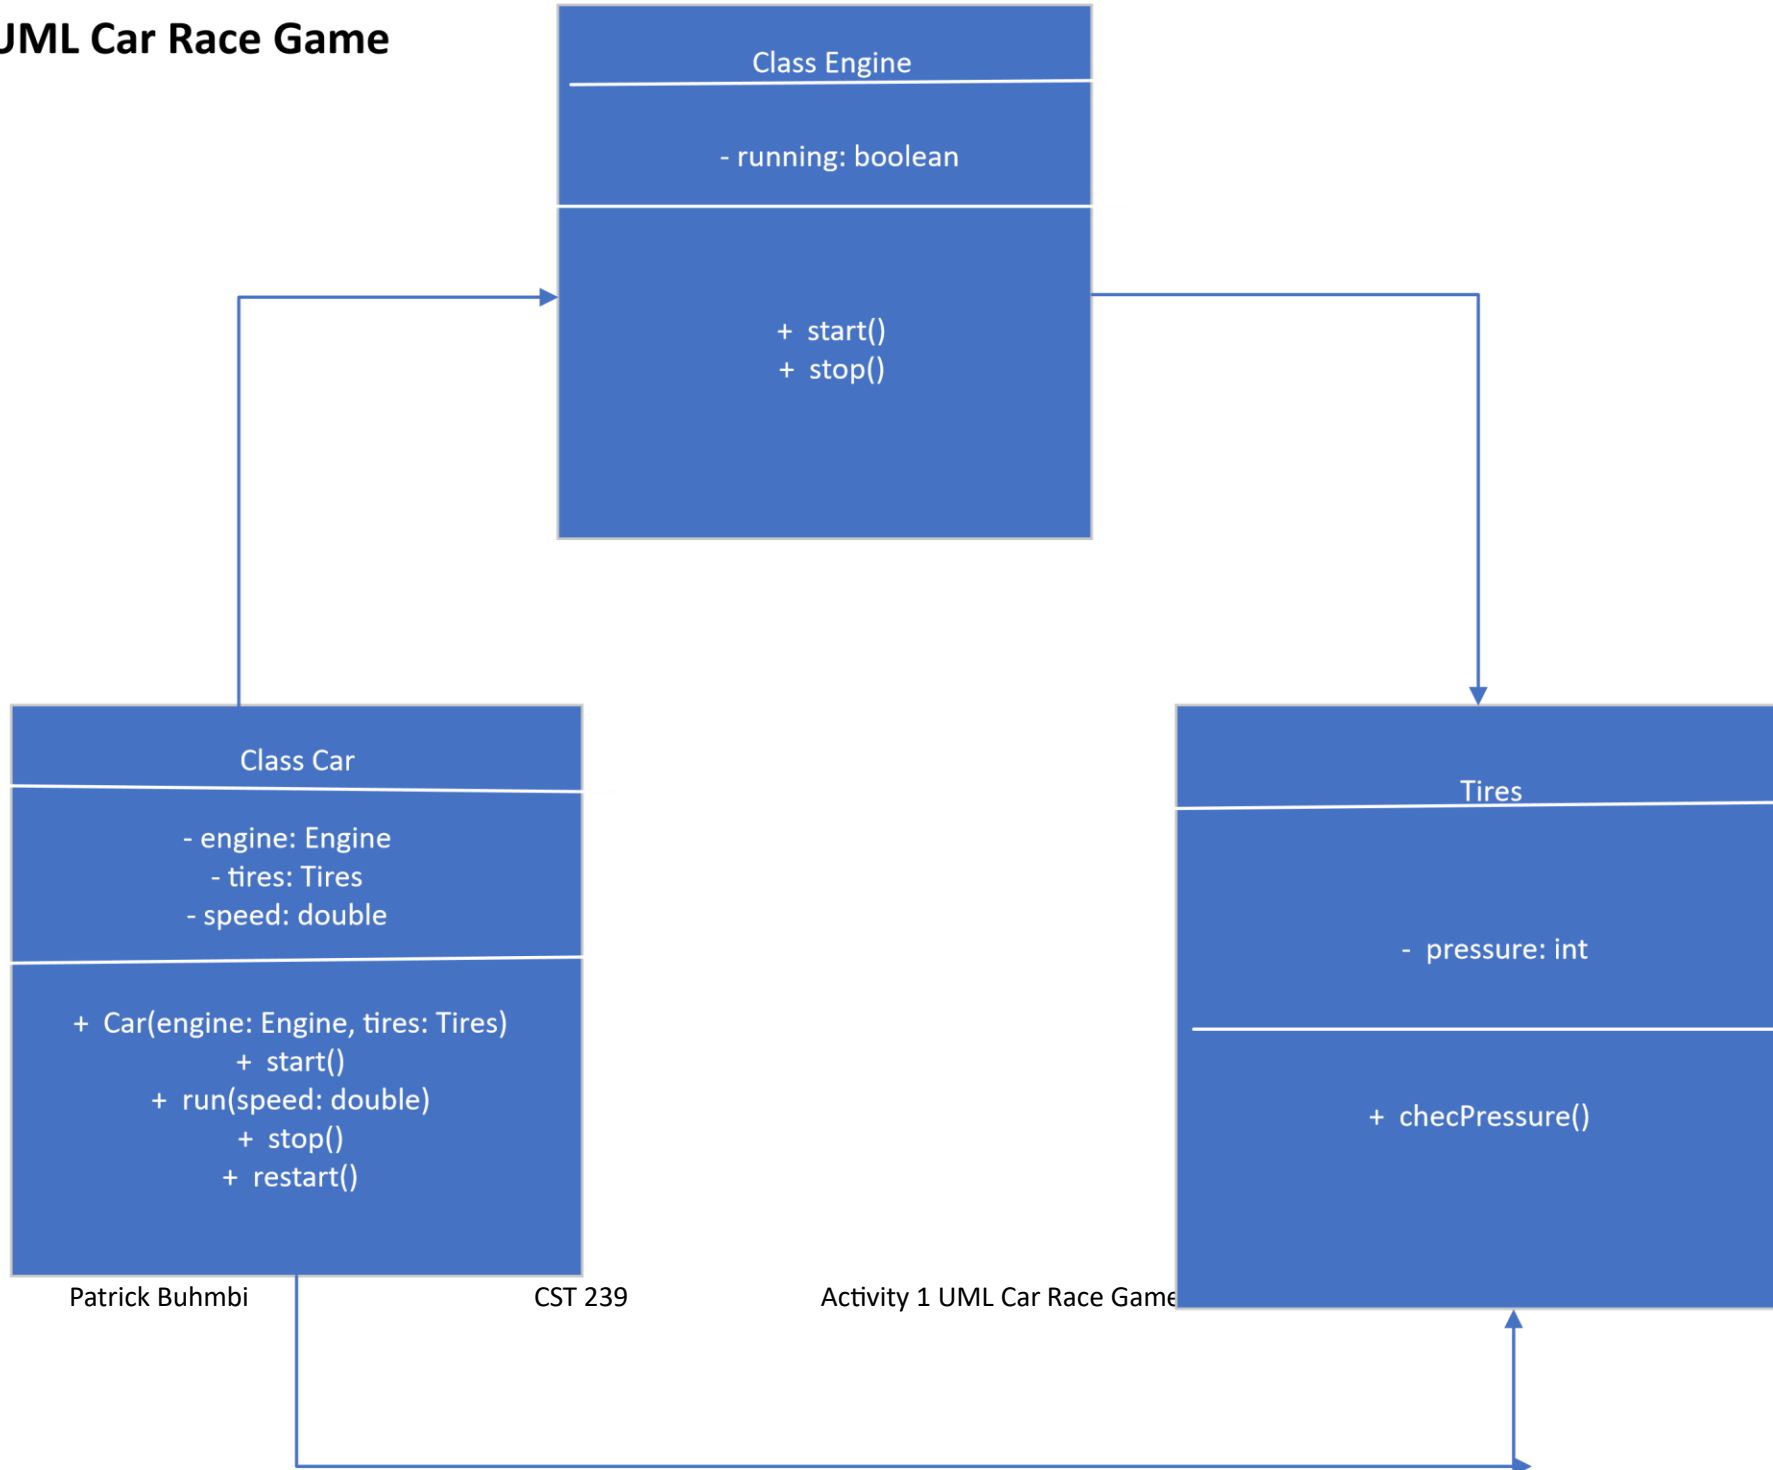 UML Car Race Game
Class Engine
- running: boolean
+ start()
+ stop()
Class Car
- engine: Engine
- tires: Tires
- speed: double
+ Car(engine: Engine, tires: Tires)
+ start()
+ run(speed: double)
+ stop()
+ restart()
Tires
- pressure: int
+ checPressure()
Patrick Buhmbi CST 239 Activity 1 UML Car Race Game